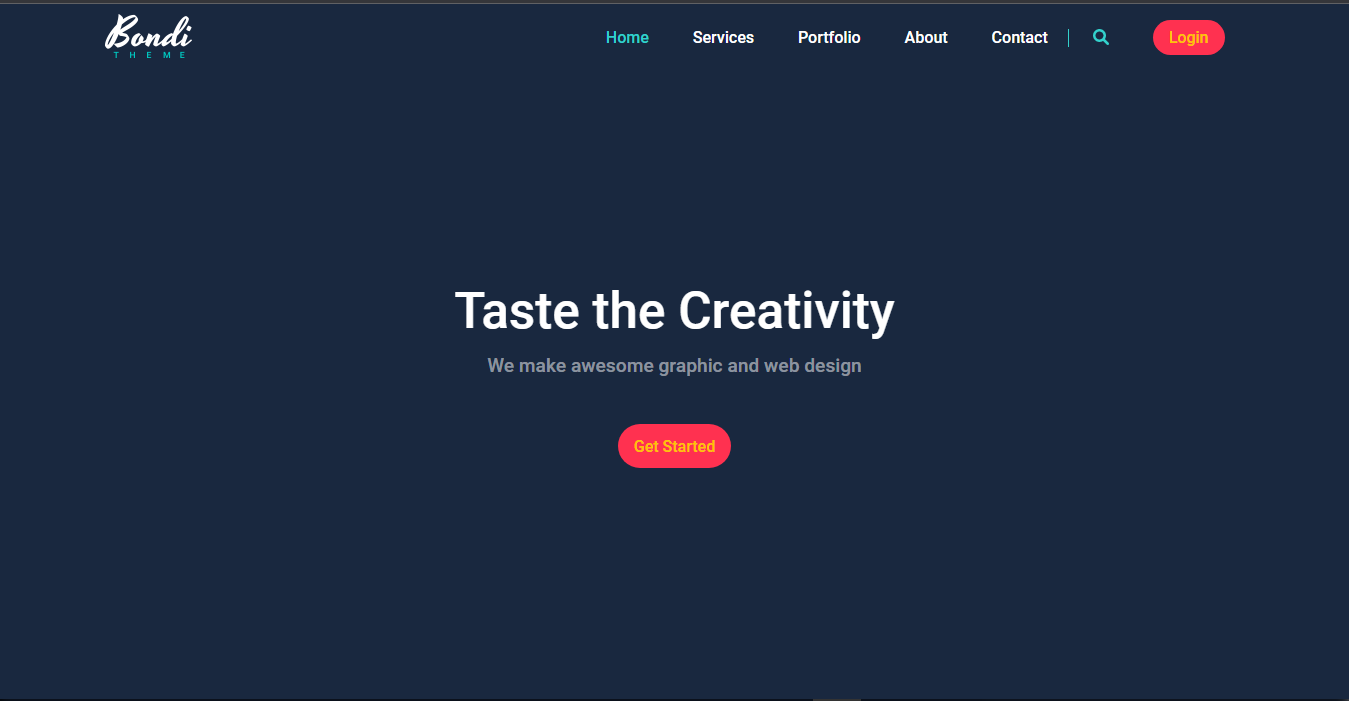 Bondi
THEME
Home Services Portfolio About Contact Login
Taste the Creativity
We make awesome graphic and web design
Get Started